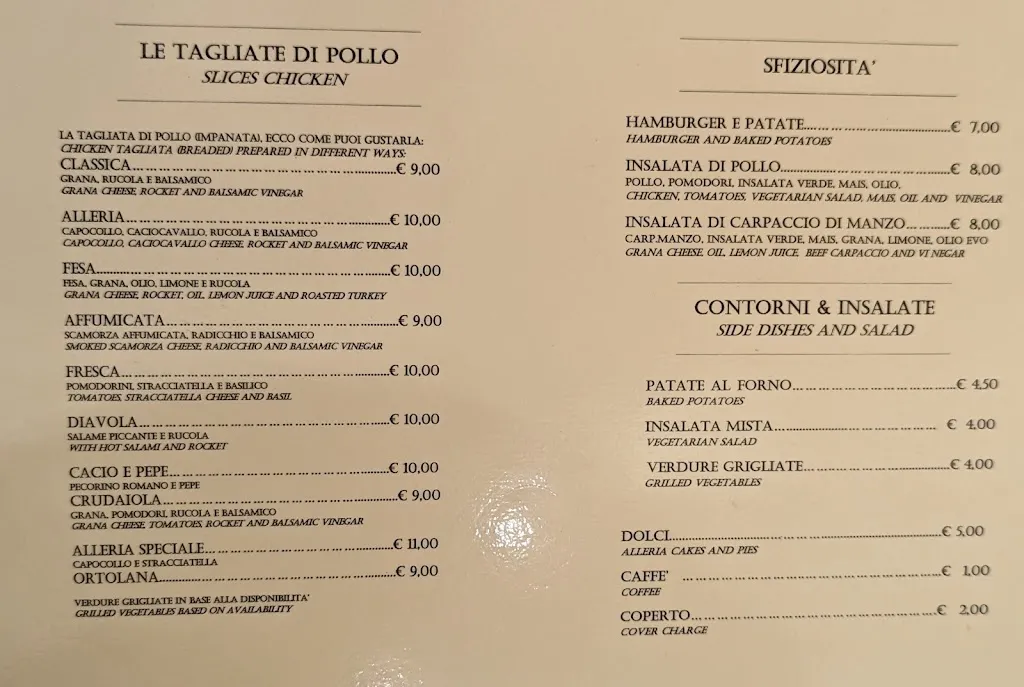 LE TAGLIATE DI POLLO
SLICES CHICKEN
LA TAGLIATA DI POLLO (IMPANATA), ECCO COME PUOI GUSTARLA:
CHICKEN TAGLIATA (BREADED) PREPARED IN DIFFERENT WAYS:
CLASSICA................€ 9,00
GRANA, RUCOLA E BALSAMICO
GRANA CHEESE, ROCKET AND BALSAMIC VINEGAR
ALLERIA................€ 10,00
CAPOCOLLO, CACIOCAVALLO, RUCOLA E BALSAMICO
CAPOCOLLO, CACIOCAVALLO CHEESE, ROCKET AND BALSAMIC VINEGAR
FESA................€ 10,00
FESA, GRANA, OLIO, LIMONE E RUCOLA
GRANA CHEESE, ROCKET, OIL, LEMON JUICE AND ROASTED TURKEY
AFFUMICATA................€ 9,00
SCAMORZA AFFUMICATA, RADICCHIO E BALSAMICO
SMOKED SCAMORZA CHEESE, RADICCHIO AND BALSAMIC VINEGAR
FRESCA................€ 10,00
POMODORINI, STRACCIATELLA E BASILICO
TOMATOES, STRACCIATELLA CHEESE AND BASIL
DIAVOLA................€ 10,00
SALAME PICCANTE E RUCOLA
WITH HOT SALAMI AND ROCKET
CACIO E PEPE................€ 10,00
PECORINO ROMANO E PEPE
CRUDAIOLA................€ 9,00
GRANA, POMODORI, RUCOLA E BALSAMICO
GRANA CHEESE, TOMATOES, ROCKET AND BALSAMIC VINEGAR
ALLERIA SPECIALE................€ 11,00
CAPOCOLLO E STRACCIATELLA
ORTOLANA................€ 9,00
VERDURE GRIGLIATE IN BASE ALLA DISPONIBILITA'
GRILLED VEGETABLES BASED ON AVAILABILITY
SFIZIOSITA'
HAMBURGER E PATATE................€ 7,00
HAMBURGER AND BAKED POTATOES
INSALATA DI POLLO................€ 8,00
POLLO, POMODORI, INSALATA VERDE, MAIS, OLIO,
CHICKEN, TOMATOES, VEGETARIAN SALAD, MAIS, OIL AND VINEGAR
INSALATA DI CARPACCIO DI MANZO...........€ 8,00
CARP.MANZO, INSALATA VERDE, MAIS, GRANA, LIMONE, OLIO EVO
GRANA CHEESE, OIL, LEMON JUICE, BEEF CARPACCIO AND VI NEGAR
CONTORNI & INSALATE
SIDE DISHES AND SALAD
PATATE AL FORNO................€ 4,50
BAKED POTATOES
INSALATA MISTA................ € 4,00
VEGETARIAN SALAD
VERDURE GRIGLIATE................€ 4,00
GRILLED VEGETABLES
DOLCI................€ 5,00
ALLERIA CAKES AND PIES
CAFFE' ................€ 1,00
COFFEE
COPERTO................€ 2,00
COVER CHARGE